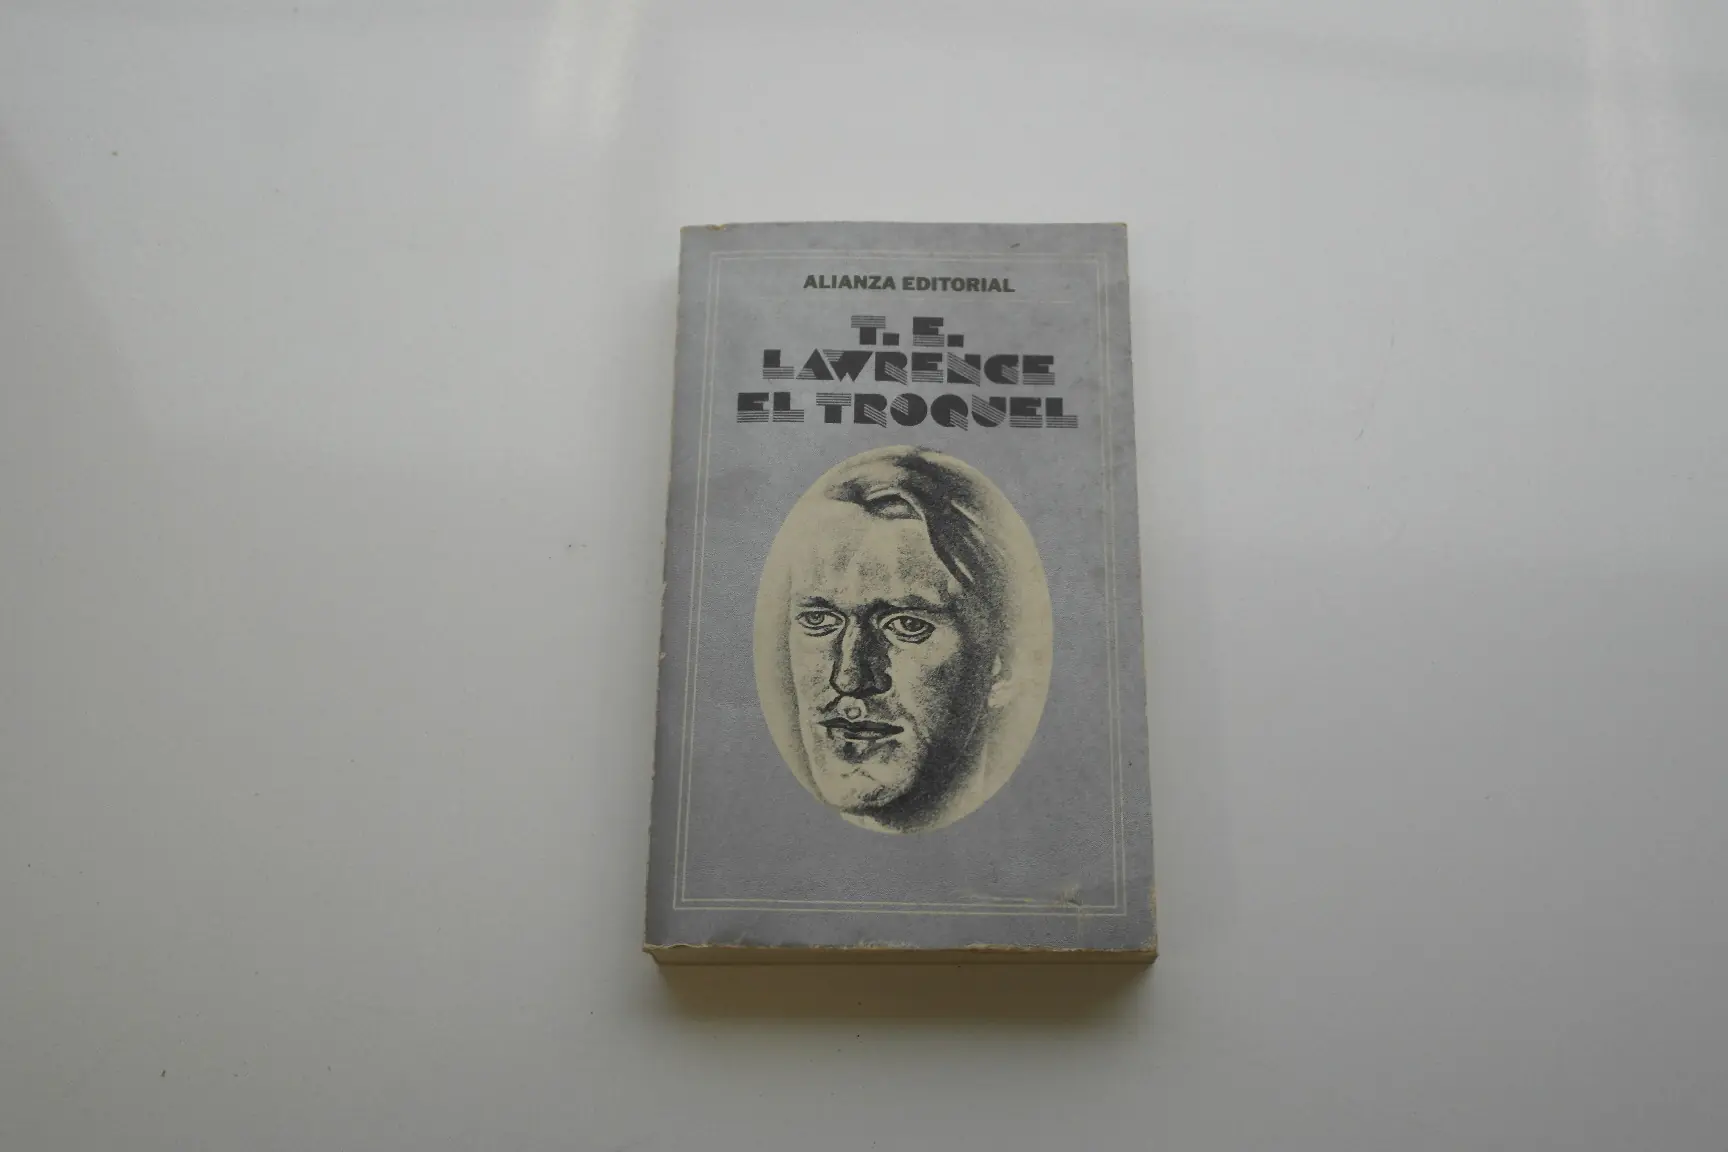 ALIANZA EDITORIAL
T. E.
LAWRENCE
EL TROQUEL